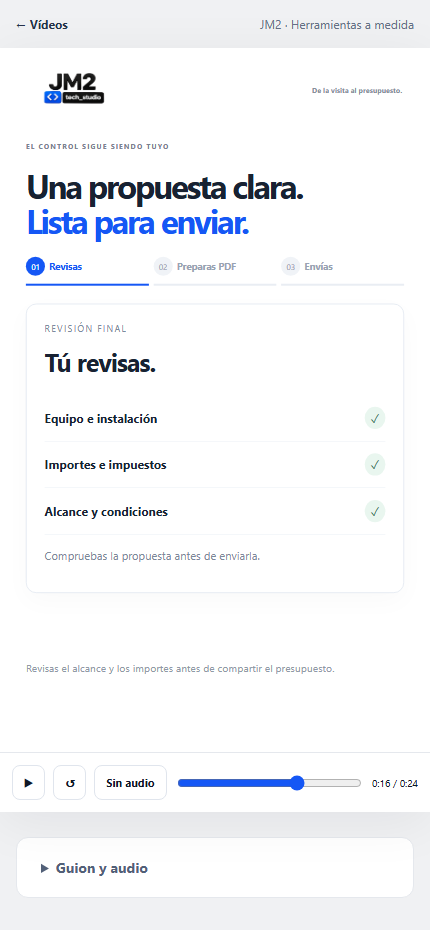 ← Vídeos
JM2 · Herramientas a medida
JM2
<> tech_studio
De la visita al presupuesto.
EL CONTROL SIGUE SIENDO TUYO
Una propuesta clara.
Lista para enviar.
01 Revisas
02 Preparas PDF
03 Envías
REVISIÓN FINAL
Tú revisas.
Equipo e instalación ✓
Importes e impuestos ✓
Alcance y condiciones ✓
Compruebas la propuesta antes de enviarla.
Revisas el alcance y los importes antes de compartir el presupuesto.
▶ ↺ Sin audio 0:16 / 0:24
▶ Guion y audio